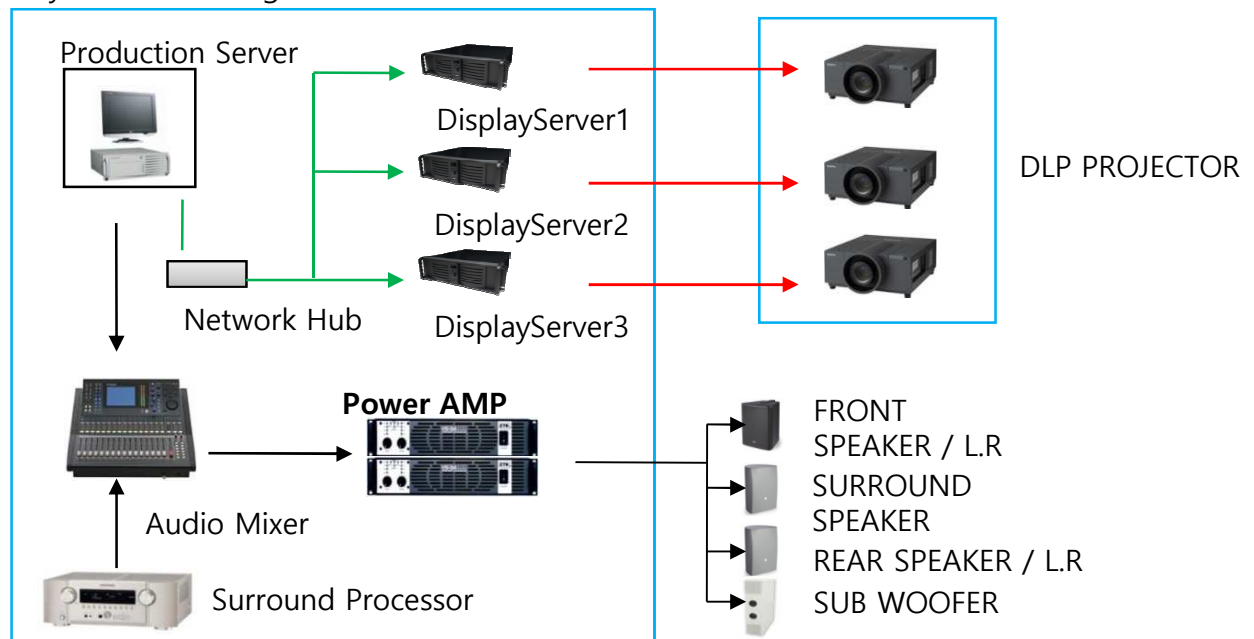 Production Server
DisplayServer1
DLP PROJECTOR
DisplayServer2
Network Hub
DisplayServer3
Power AMP
FRONT
SPEAKER / L.R
SURROUND
SPEAKER
Audio Mixer
REAR SPEAKER / L.R
Surround Processor
SUB WOOFER